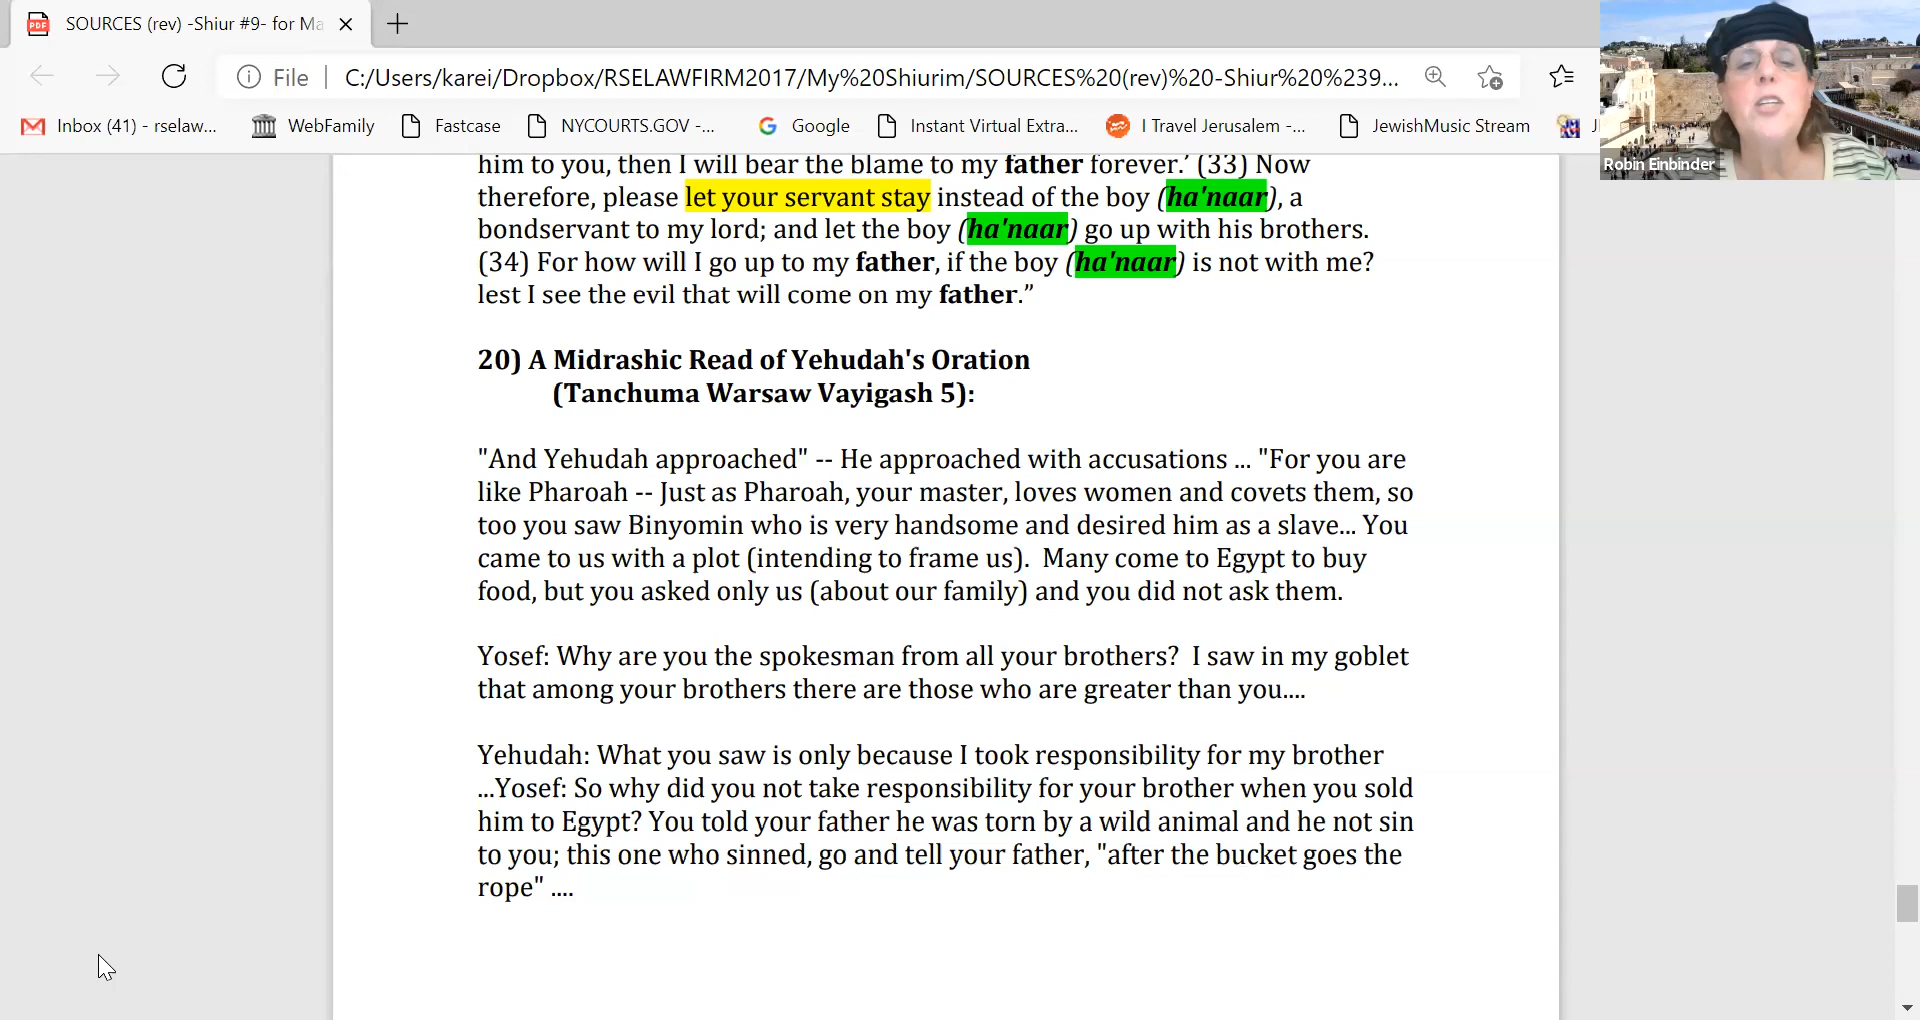 SOURCES (rev) -Shiur #9- for Ma
File
C:/Users/karei/Dropbox/RSELAWFIRM2017/My%20Shiurim/SOURCES%20(rev)%20-Shiur%20%239...
Inbox (41) - rselaw...
WebFamily
Fastcase
NYCOURTS.GOV -...
Google
Instant Virtual Extra...
I Travel Jerusalem -...
JewishMusic Stream
Robin Einbinder
him to you, then I will bear the blame to my father forever.’ (33) Now
therefore, please let your servant stay instead of the boy (ha'naar), a
bondservant to my lord; and let the boy (ha'naar) go up with his brothers.
(34) For how will I go up to my father, if the boy (ha'naar) is not with me?
lest I see the evil that will come on my father.”
20) A Midrashic Read of Yehudah's Oration
(Tanchuma Warsaw Vayigash 5):
"And Yehudah approached" -- He approached with accusations ... "For you are
like Pharoah -- Just as Pharoah, your master, loves women and covets them, so
too you saw Binyomin who is very handsome and desired him as a slave... You
came to us with a plot (intending to frame us).  Many come to Egypt to buy
food, but you asked only us (about our family) and you did not ask them.
Yosef: Why are you the spokesman from all your brothers?  I saw in my goblet
that among your brothers there are those who are greater than you....
Yehudah: What you saw is only because I took responsibility for my brother
...Yosef: So why did you not take responsibility for your brother when you sold
him to Egypt? You told your father he was torn by a wild animal and he not sin
to you; this one who sinned, go and tell your father, "after the bucket goes the
rope" ....